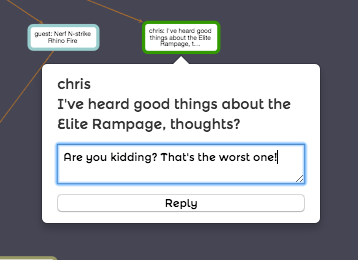 guest: Nerf N-strike
Rhino Fire
chris: I've heard good
things about the Elite
Rampage, t...
chris
I've heard good things about the
Elite Rampage, thoughts?
Are you kidding? That's the worst one!
Reply